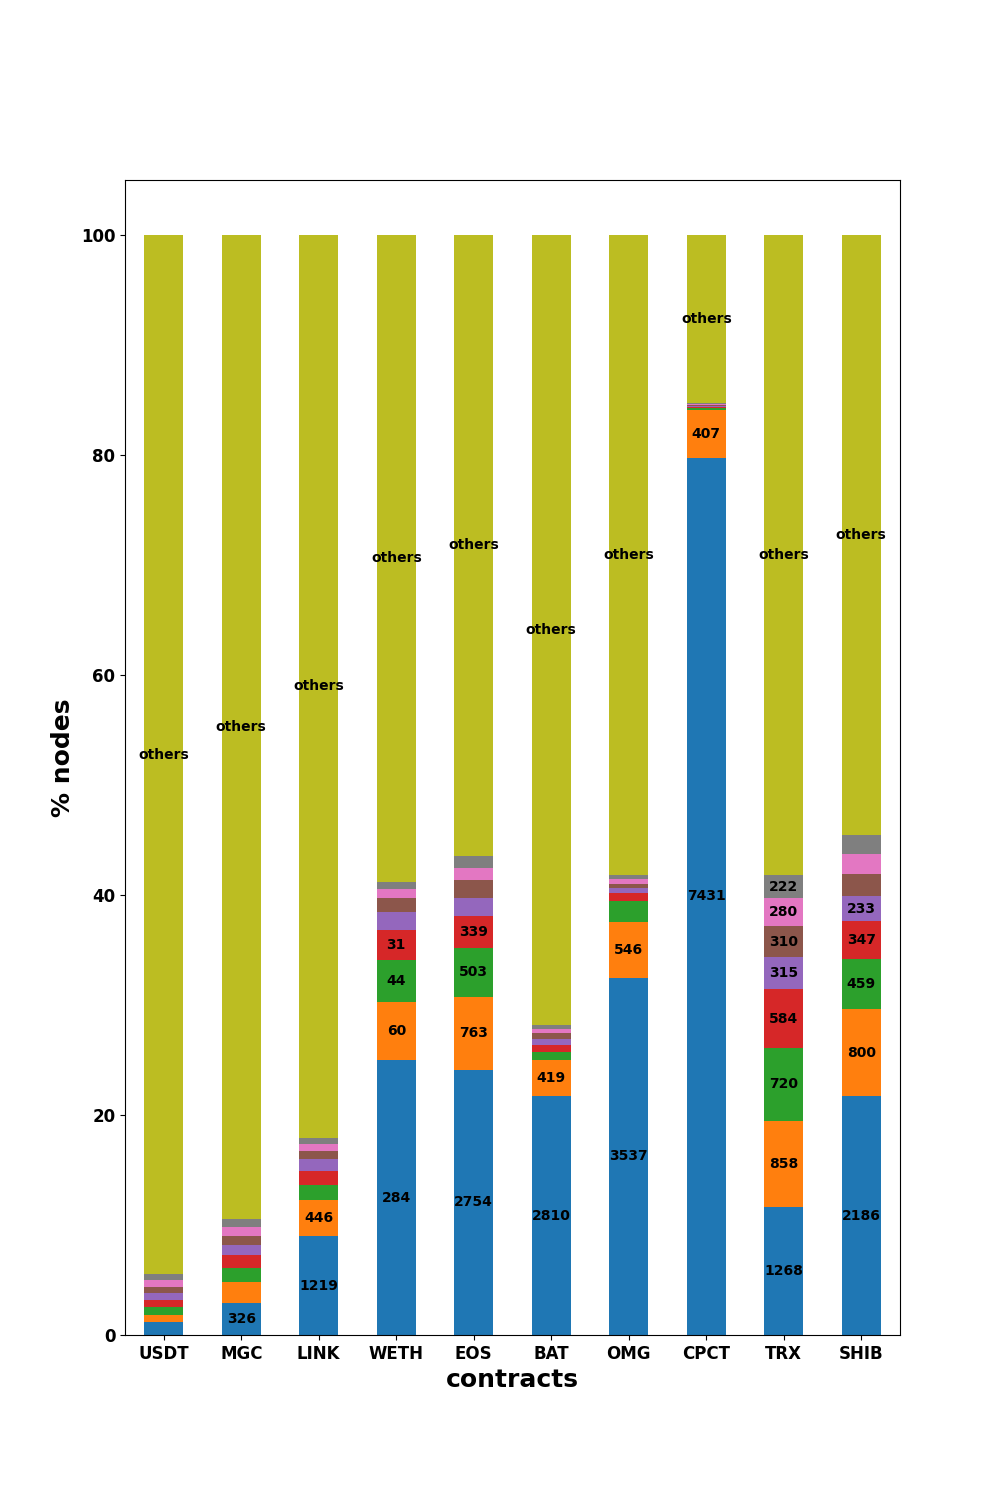 100
others
407
80
others
others
others
others
others
others
60
others
others
others
% nodes
40
7431
222
233
280
31
339
347
310
546
503
315
44
459
584
60
763
800
419
720
20
858
446
3537
284
2754
2810
2186
1268
1219
326
0
USDT MGC LINK WETH EOS BAT OMG CPCT TRX SHIB
contracts